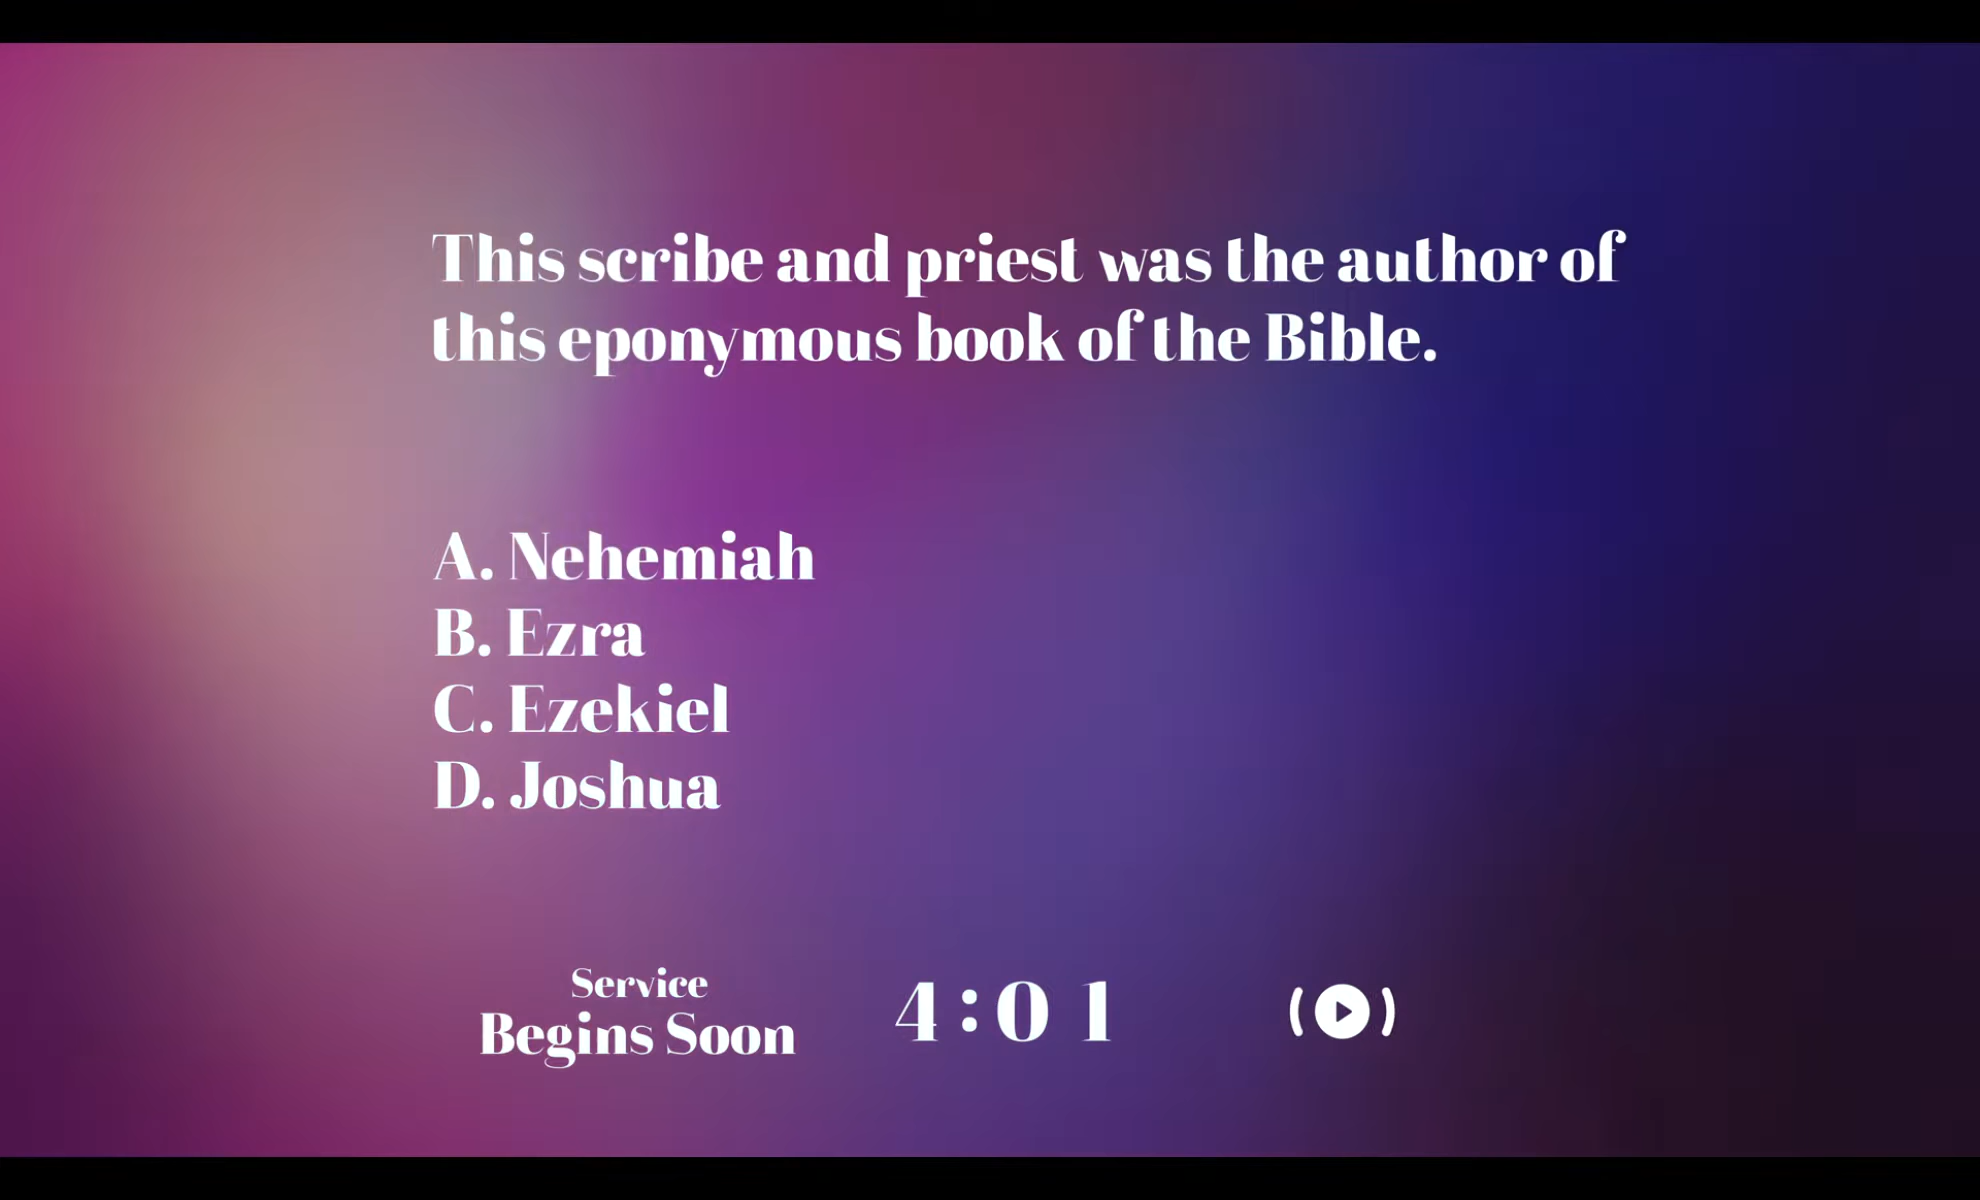 This scribe and priest was the author of
this eponymous book of the Bible.
A. Nehemiah
B. Ezra
C. Ezekiel
D. Joshua
Service
Begins Soon
4:01